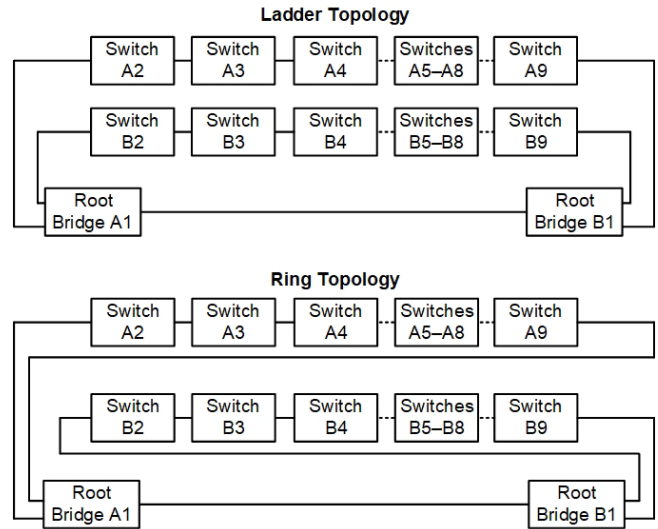 Ladder Topology
Switch
A2
Switch
A3
Switch
A4
Switches
A5–A8
Switch
A9
Switch
B2
Switch
B3
Switch
B4
Switches
B5–B8
Switch
B9
Root
Bridge A1
Root
Bridge B1
Ring Topology
Switch
A2
Switch
A3
Switch
A4
Switches
A5–A8
Switch
A9
Switch
B2
Switch
B3
Switch
B4
Switches
B5–B8
Switch
B9
Root
Bridge A1
Root
Bridge B1